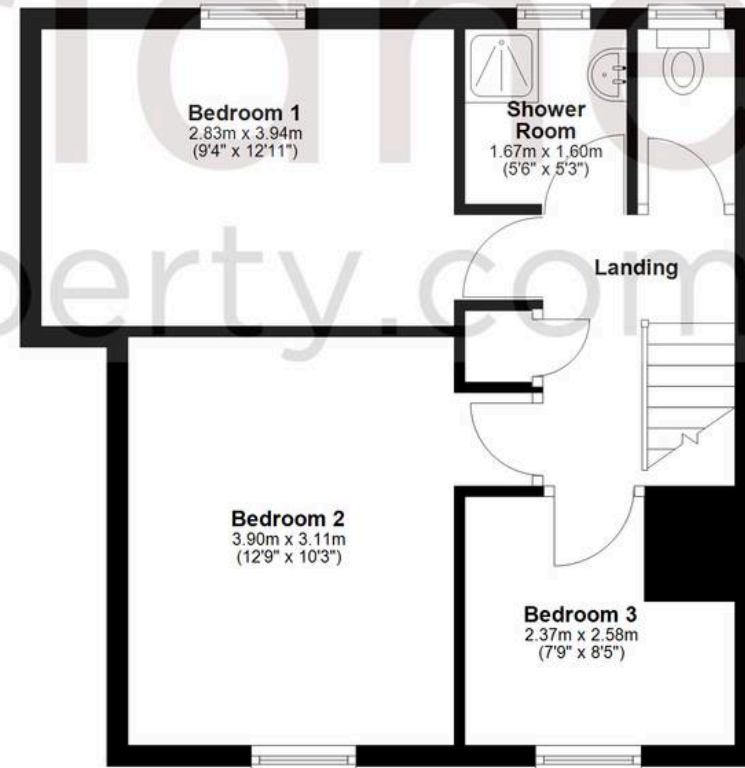 Bedroom 1
2.83m x 3.94m
(9'4" x 12'11")
Shower
Room
1.67m x 1.60m
(5'6" x 5'3")
Landing
Bedroom 2
3.90m x 3.11m
(12'9" x 10'3")
Bedroom 3
2.37m x 2.58m
(7'9" x 8'5")
perty.com